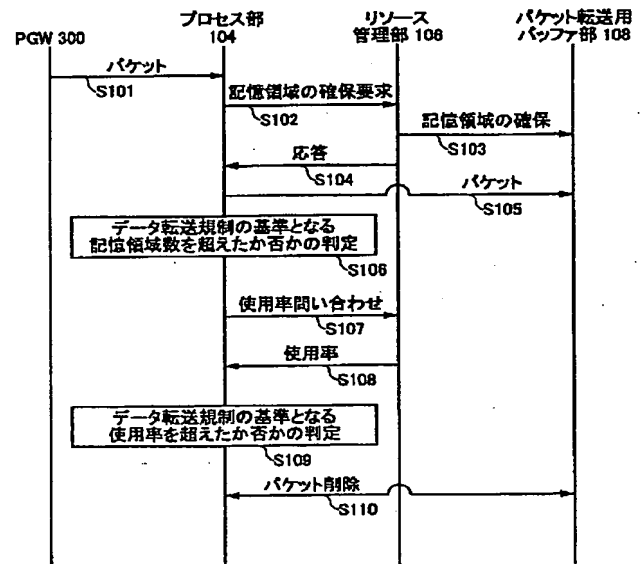 PGW 300
プロセス部
104
リソース
管理部 106
パケット転送用
バッファ部 108
パケット
S101
記憶領域の確保要求
S102
記憶領域の確保
S103
応答
S104
パケット
S105
データ転送規制の基準となる
記憶領域数を超えたか否かの判定
S106
使用率問い合わせ
S107
使用率
S108
データ転送規制の基準となる
使用率を超えたか否かの判定
S109
パケット削除
S110